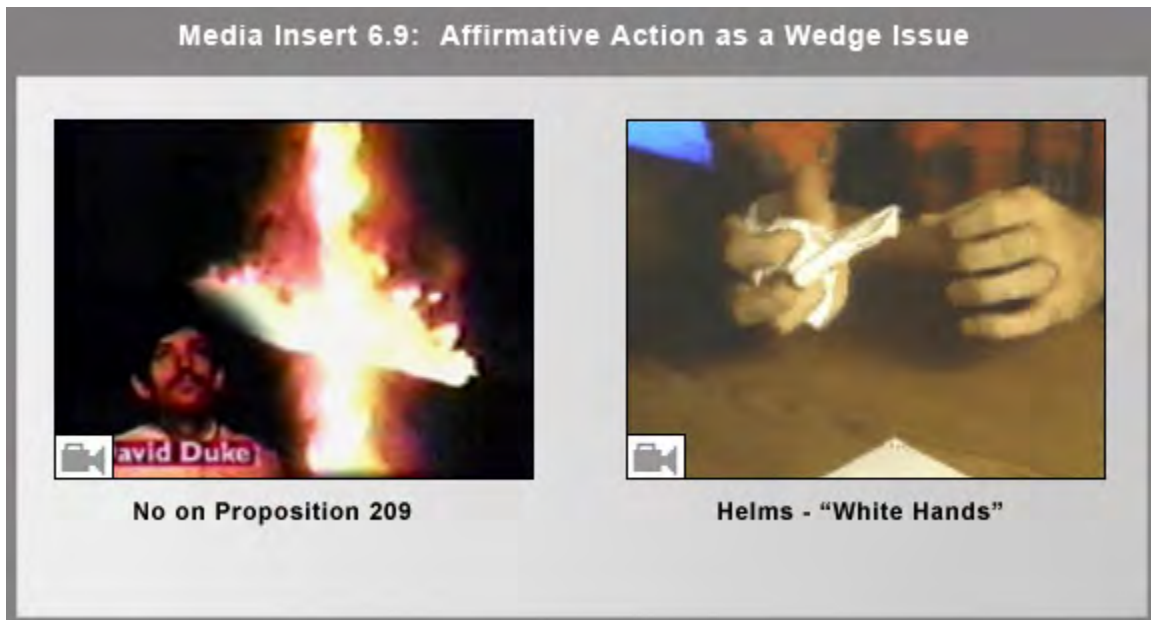 Media Insert 6.9: Affirmative Action as a Wedge Issue
avid Duke
No on Proposition 209
Helms - “White Hands”